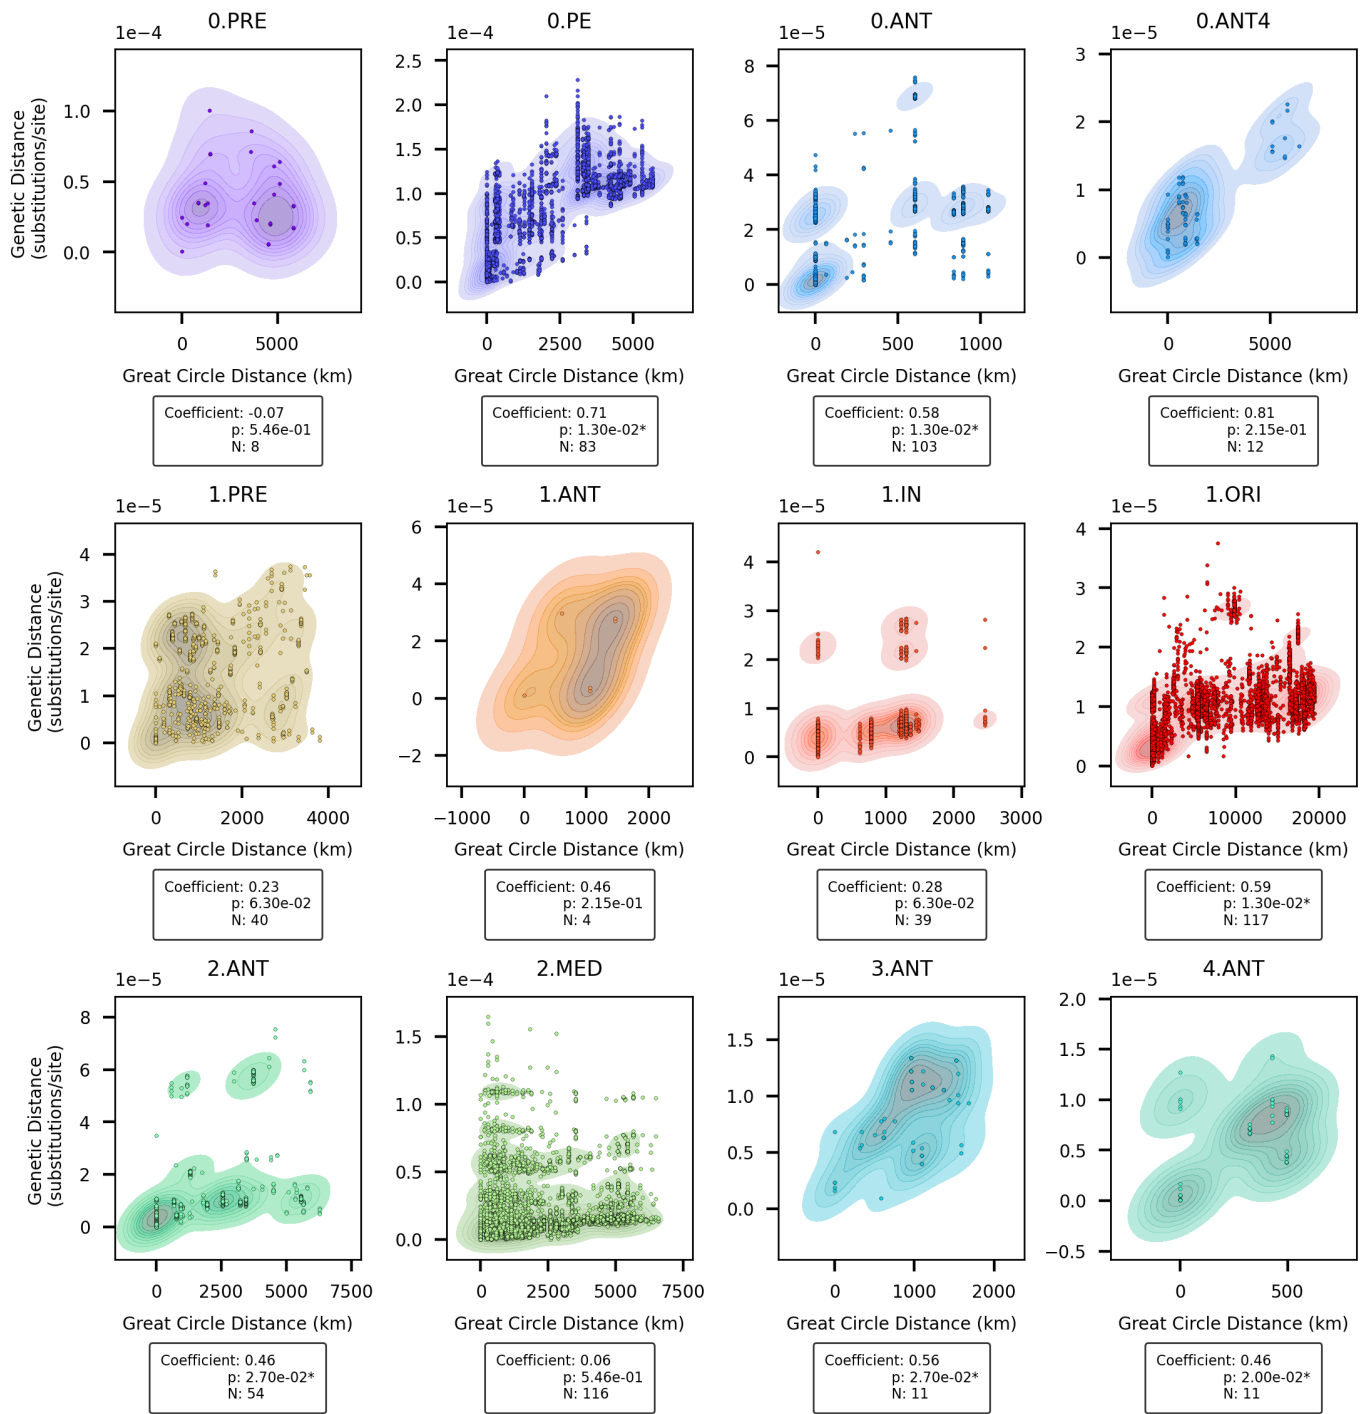 0.PRE 0.PE 0.ANT 0.ANT4
1e−4 1e−4 1e−5 1e−5
Genetic Distance
(substitutions/site)
1.0
0.5
0.0
0 5000
2.5
2.0
1.5
1.0
0.5
0.0
0 2500 5000
8
6
4
2
0
0 500 1000
3
2
1
0
0 5000
Great Circle Distance (km) Great Circle Distance (km) Great Circle Distance (km) Great Circle Distance (km)
Coefficient: -0.07
p: 5.46e-01
N: 8
Coefficient: 0.71
p: 1.30e-02*
N: 83
Coefficient: 0.58
p: 1.30e-02*
N: 103
Coefficient: 0.81
p: 2.15e-01
N: 12
1.PRE 1.ANT 1.IN 1.ORI
1e−5 1e−5 1e−5 1e−5
Genetic Distance
(substitutions/site)
4
3
2
1
0
0 2000 4000
6
4
2
0
−2
−1000 0 1000 2000
4
3
2
1
0
0 1000 2000 3000
4
3
2
1
0
0 10000 20000
Great Circle Distance (km) Great Circle Distance (km) Great Circle Distance (km) Great Circle Distance (km)
Coefficient: 0.23
p: 6.30e-02
N: 40
Coefficient: 0.46
p: 2.15e-01
N: 4
Coefficient: 0.28
p: 6.30e-02
N: 39
Coefficient: 0.59
p: 1.30e-02*
N: 117
2.ANT 2.MED 3.ANT 4.ANT
1e−5 1e−4 1e−5 1e−5
Genetic Distance
(substitutions/site)
8
6
4
2
0
0 2500 5000 7500
1.5
1.0
0.5
0.0
0 2500 5000 7500
1.5
1.0
0.5
0.0
0 1000 2000
2.0
1.5
1.0
0.5
0.0
−0.5
0 500
Great Circle Distance (km) Great Circle Distance (km) Great Circle Distance (km) Great Circle Distance (km)
Coefficient: 0.46
p: 2.70e-02*
N: 54
Coefficient: 0.06
p: 5.46e-01
N: 116
Coefficient: 0.56
p: 2.70e-02*
N: 11
Coefficient: 0.46
p: 2.00e-02*
N: 11